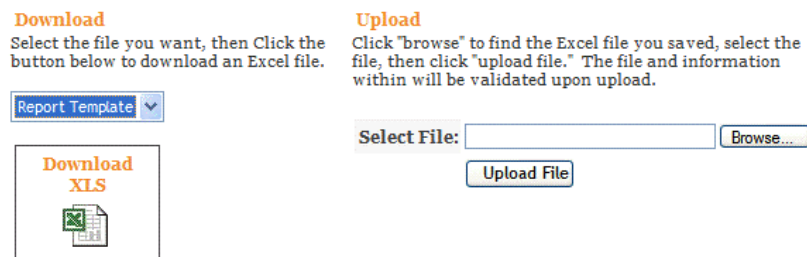 Download
Select the file you want, then Click the
button below to download an Excel file.
Report Template
Download
XLS
Upload
Click "browse" to find the Excel file you saved, select the
file, then click "upload file." The file and information
within will be validated upon upload.
Select File:
Browse...
Upload File